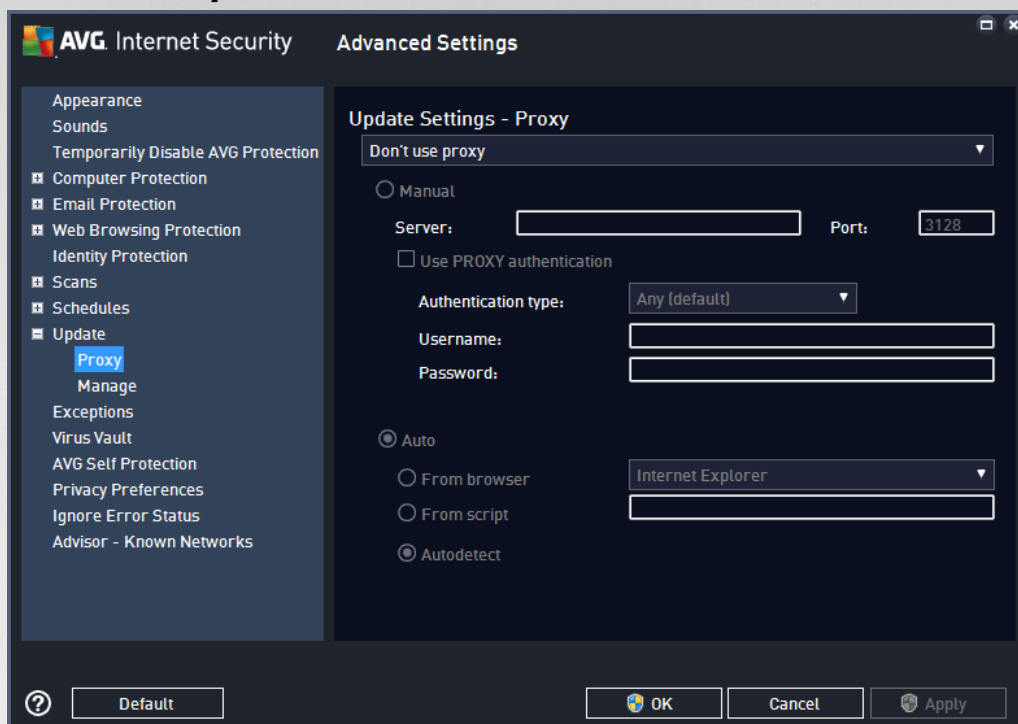 AVG. Internet Security
Advanced Settings
Appearance
Sounds
Temporarily Disable AVG Protection
Computer Protection
Email Protection
Web Browsing Protection
Identity Protection
Scans
Schedules
Update
Proxy
Manage
Exceptions
Virus Vault
AVG Self Protection
Privacy Preferences
Ignore Error Status
Advisor - Known Networks
Update Settings - Proxy
Don't use proxy
Manual
Server: Port: 3128
Use PROXY authentication
Authentication type: Any (default)
Username:
Password:
Auto
From browser Internet Explorer
From script
Autodetect
? Default OK Cancel Apply